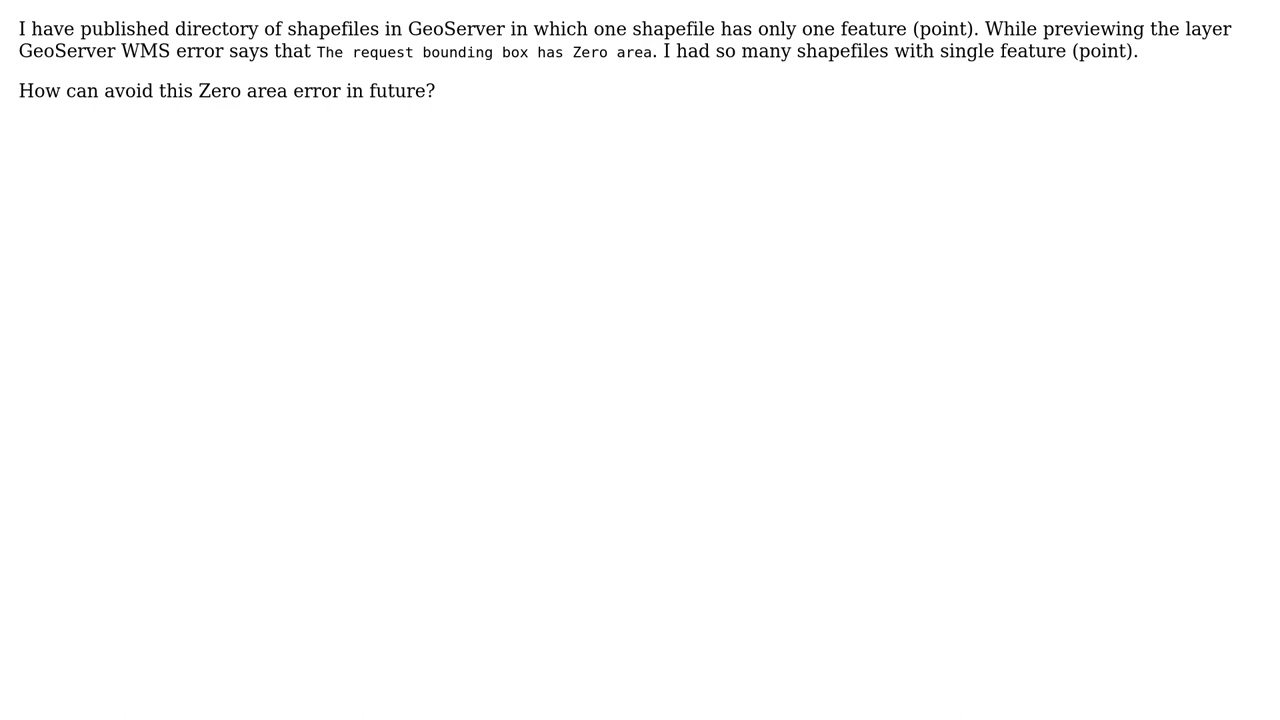 I have published directory of shapefiles in GeoServer in which one shapefile has only one feature (point). While previewing the layer
GeoServer WMS error says that The request bounding box has Zero area. I had so many shapefiles with single feature (point).
How can avoid this Zero area error in future?